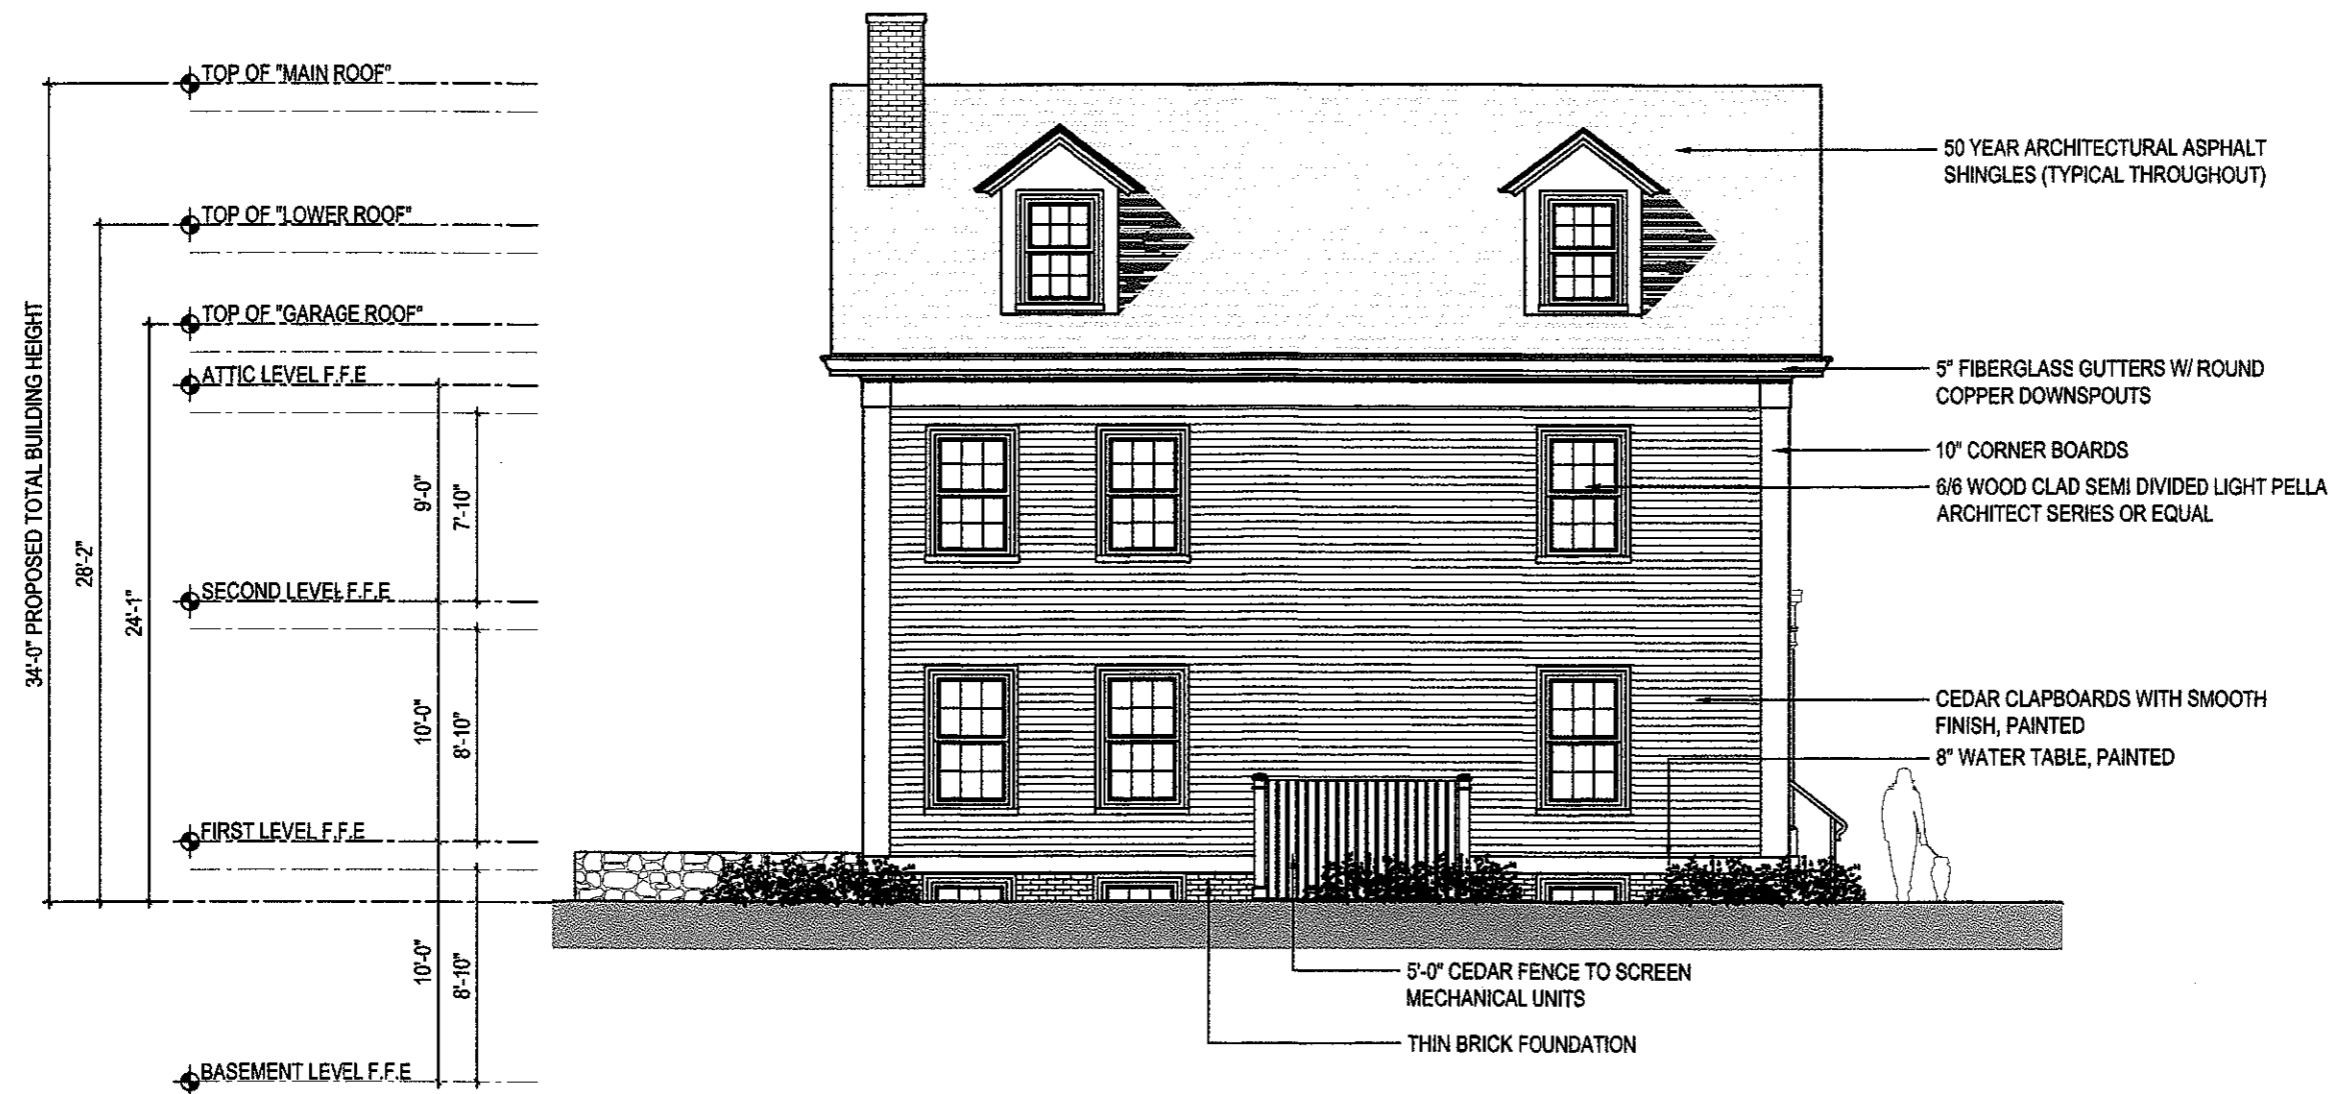 TOP OF "MAIN ROOF"
TOP OF "LOWER ROOF"
TOP OF "GARAGE ROOF"
ATTIC LEVEL F.F.E
SECOND LEVEL F.F.E
FIRST LEVEL F.F.E
BASEMENT LEVEL F.F.E
34'-0" PROPOSED TOTAL BUILDING HEIGHT
28'-2"
24'-1"
9'-0"
7'-10"
10'-0"
8'-10"
10'-0"
8'-10"
50 YEAR ARCHITECTURAL ASPHALT
SHINGLES (TYPICAL THROUGHOUT)
5" FIBERGLASS GUTTERS W/ ROUND
COPPER DOWNSPOUTS
10" CORNER BOARDS
6/6 WOOD CLAD SEMI DIVIDED LIGHT PELLA
ARCHITECT SERIES OR EQUAL
CEDAR CLAPBOARDS WITH SMOOTH
FINISH, PAINTED
8" WATER TABLE, PAINTED
5'-0" CEDAR FENCE TO SCREEN
MECHANICAL UNITS
THIN BRICK FOUNDATION